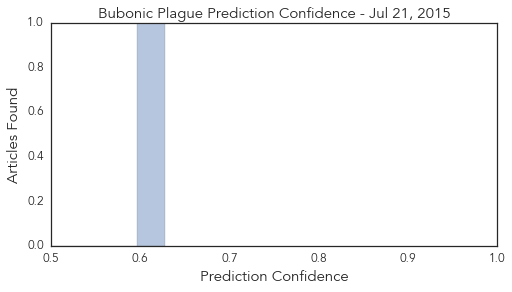 Bubonic Plague Prediction Confidence - Jul 21, 2015
1.0
0.8
0.6
0.4
0.2
0.0
Articles Found
0.5 0.6 0.7 0.8 0.9 1.0
Prediction Confidence